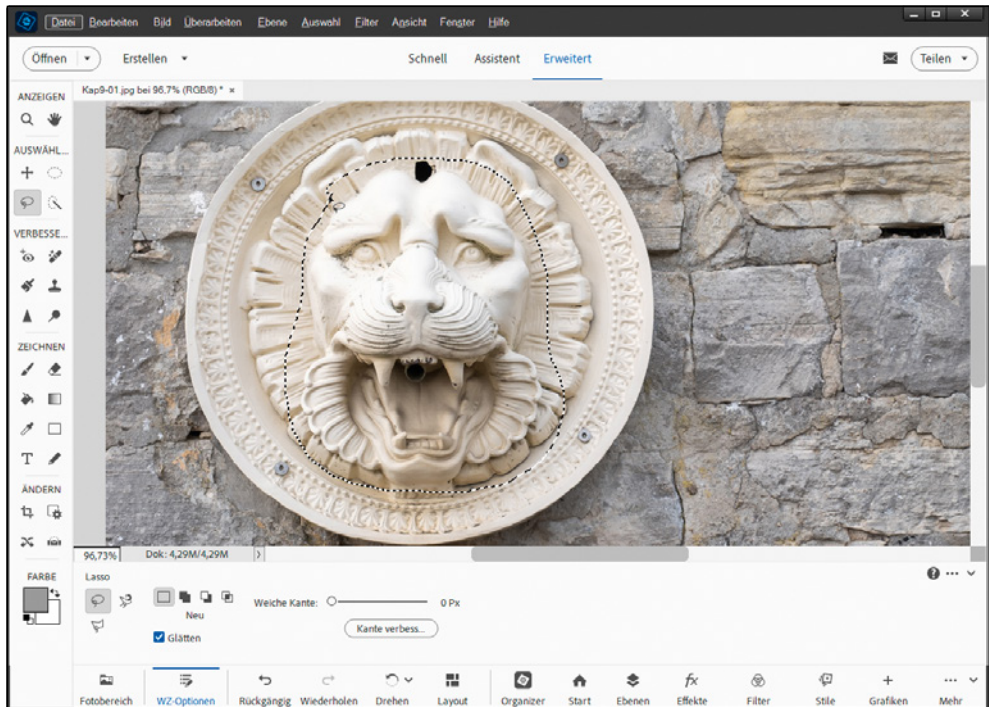 Datei Bearbeiten Bild Überarbeiten Ebene Auswahl Filter Ansicht Fenster Hilfe
Öffnen Erstellen Schnell Assistent Erweitert Teilen
ANZEIGEN
Kap9-01.jpg bei 96,7% (RGB/8) * ×
AUSWÄHL...
VERBESSE...
ZEICHNEN
T
ÄNDERN
96,73% Dok: 4,29M/4,29M
FARBE
Lasso
Neu
Weiche Kante: 0 Px
Kante verbess...
Glätten
Fotobereich WZ-Optionen Rückgängig Wiederholen Drehen Layout Organizer Start Ebenen Effekte Filter Stile Grafiken Mehr